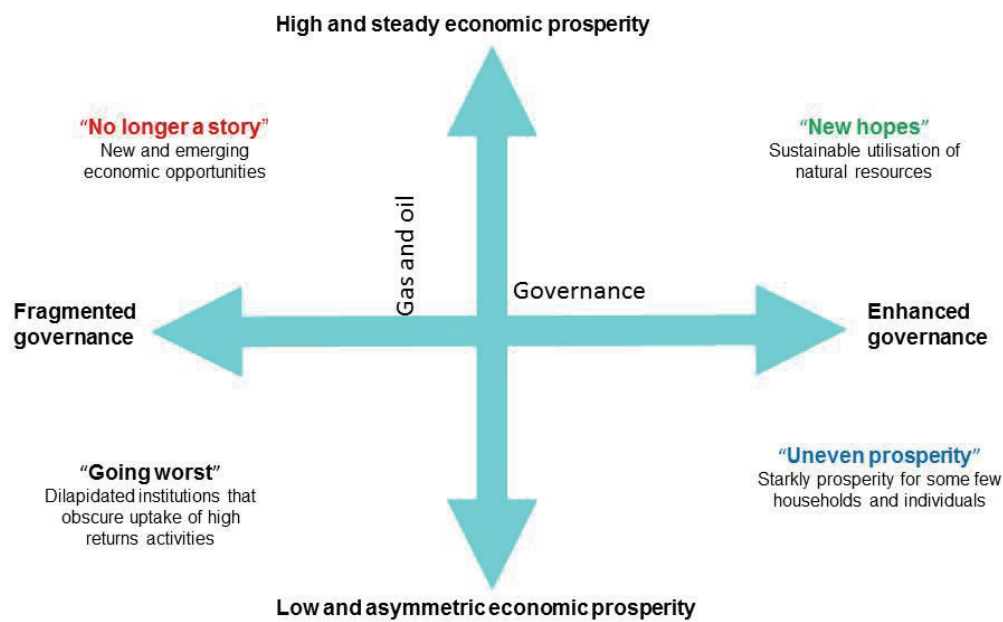 High and steady economic prosperity
“No longer a story”
New and emerging
economic opportunities
“New hopes”
Sustainable utilisation of
natural resources
Gas and oil
Governance
Fragmented
governance
Enhanced
governance
“Going worst”
Dilapidated institutions that
obscure uptake of high
returns activities
“Uneven prosperity”
Starkly prosperity for some few
households and individuals
Low and asymmetric economic prosperity